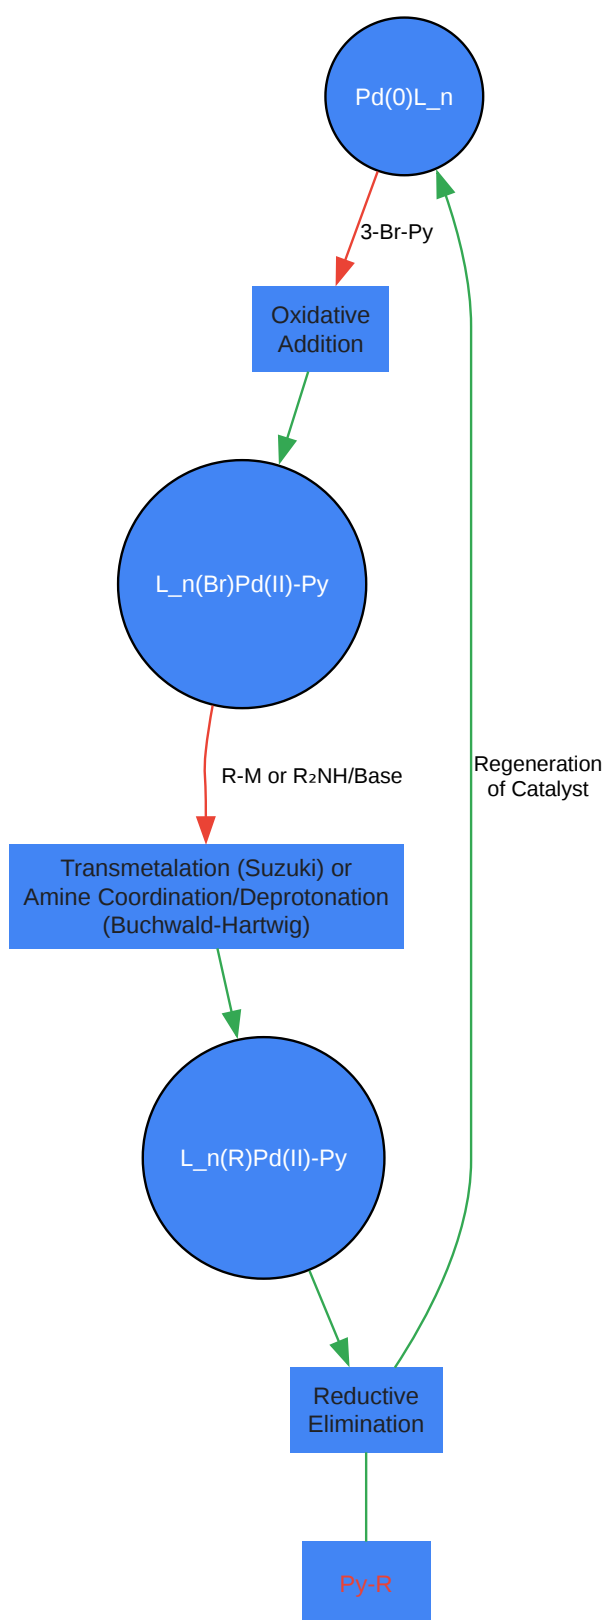 Pd(0)L_n
3-Br-Py
Oxidative
Addition
L_n(Br)Pd(II)-Py
R-M or R₂NH/Base
Regeneration
of Catalyst
Transmetalation (Suzuki) or
Amine Coordination/Deprotonation
(Buchwald-Hartwig)
L_n(R)Pd(II)-Py
Reductive
Elimination
Py-R